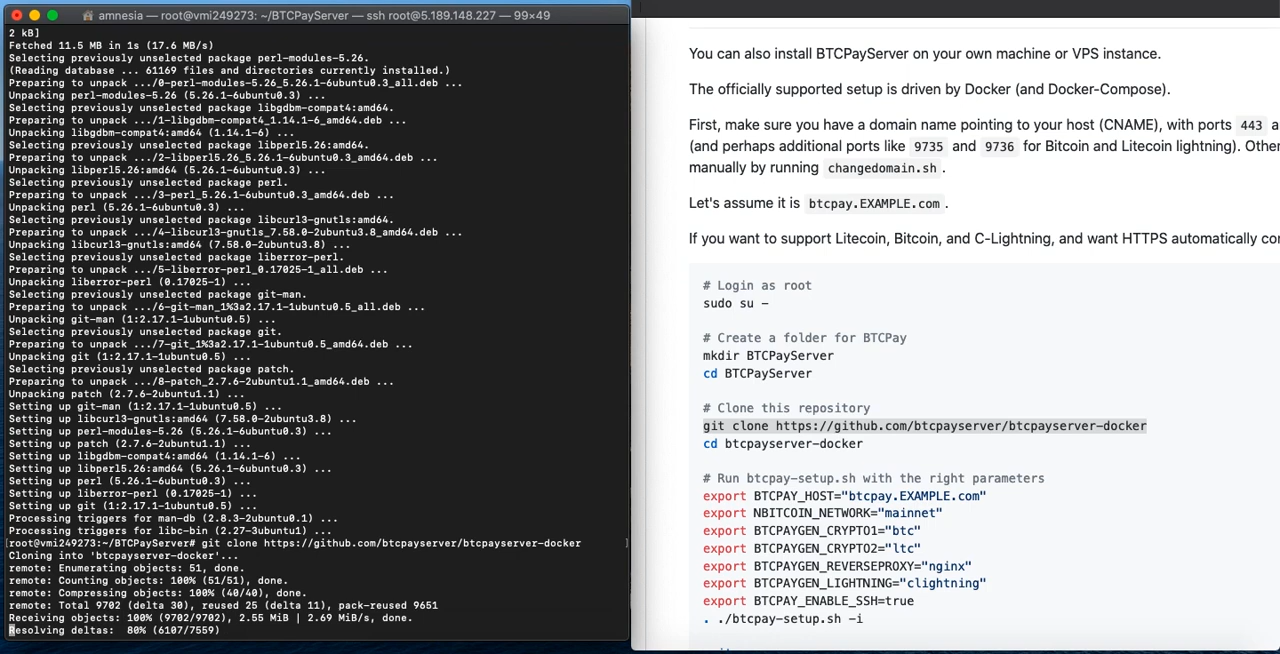 amnesia — root@vmi249273: ~/BTCPayServer — ssh root@5.189.148.227 — 99×49
2 kB]
Fetched 11.5 MB in 1s (17.6 MB/s)
Selecting previously unselected package perl-modules-5.26.
(Reading database ... 61169 files and directories currently installed.)
Preparing to unpack .../0-perl-modules-5.26_5.26.1-6ubuntu0.3_all.deb ...
Unpacking perl-modules-5.26 (5.26.1-6ubuntu0.3) ...
Selecting previously unselected package libgdbm-compat4:amd64.
Preparing to unpack .../1-libgdbm-compat4_1.14.1-6_amd64.deb ...
Unpacking libgdbm-compat4:amd64 (1.14.1-6) ...
Selecting previously unselected package libperl5.26:amd64.
Preparing to unpack .../2-libperl5.26_5.26.1-6ubuntu0.3_amd64.deb ...
Unpacking libperl5.26:amd64 (5.26.1-6ubuntu0.3) ...
Selecting previously unselected package perl.
Preparing to unpack .../3-perl_5.26.1-6ubuntu0.3_amd64.deb ...
Unpacking perl (5.26.1-6ubuntu0.3) ...
Selecting previously unselected package libcurl3-gnutls:amd64.
Preparing to unpack .../4-libcurl3-gnutls_7.58.0-2ubuntu3.8_amd64.deb ...
Unpacking libcurl3-gnutls:amd64 (7.58.0-2ubuntu3.8) ...
Selecting previously unselected package liberror-perl.
Preparing to unpack .../5-liberror-perl_0.17025-1_all.deb ...
Unpacking liberror-perl (0.17025-1) ...
Selecting previously unselected package git-man.
Preparing to unpack .../6-git-man_1%3a2.17.1-1ubuntu0.5_all.deb ...
Unpacking git-man (1:2.17.1-1ubuntu0.5) ...
Selecting previously unselected package git.
Preparing to unpack .../7-git_1%3a2.17.1-1ubuntu0.5_amd64.deb ...
Unpacking git (1:2.17.1-1ubuntu0.5) ...
Selecting previously unselected package patch.
Preparing to unpack .../8-patch_2.7.6-2ubuntu1.1_amd64.deb ...
Unpacking patch (2.7.6-2ubuntu1.1) ...
Setting up git-man (1:2.17.1-1ubuntu0.5) ...
Setting up libcurl3-gnutls:amd64 (7.58.0-2ubuntu3.8) ...
Setting up perl-modules-5.26 (5.26.1-6ubuntu0.3) ...
Setting up patch (2.7.6-2ubuntu1.1) ...
Setting up libgdbm-compat4:amd64 (1.14.1-6) ...
Setting up libperl5.26:amd64 (5.26.1-6ubuntu0.3) ...
Setting up perl (5.26.1-6ubuntu0.3) ...
Setting up liberror-perl (0.17025-1) ...
Setting up git (1:2.17.1-1ubuntu0.5) ...
Processing triggers for man-db (2.8.3-2ubuntu0.1) ...
Processing triggers for libc-bin (2.27-3ubuntu1) ...
[root@vmi249273:~/BTCPayServer# git clone https://github.com/btcpayserver/btcpayserver-docker ]
Cloning into 'btcpayserver-docker'...
remote: Enumerating objects: 51, done.
remote: Counting objects: 100% (51/51), done.
remote: Compressing objects: 100% (40/40), done.
remote: Total 9702 (delta 30), reused 25 (delta 11), pack-reused 9651
Receiving objects: 100% (9702/9702), 2.55 MiB | 2.69 MiB/s, done.
Resolving deltas:  80% (6107/7559)
You can also install BTCPayServer on your own machine or VPS instance.
The officially supported setup is driven by Docker (and Docker-Compose).
First, make sure you have a domain name pointing to your host (CNAME), with ports 443 a
(and perhaps additional ports like 9735 and 9736 for Bitcoin and Litecoin lightning). Other
manually by running changedomain.sh.
Let's assume it is btcpay.EXAMPLE.com.
If you want to support Litecoin, Bitcoin, and C-Lightning, and want HTTPS automatically co
# Login as root
sudo su -
# Create a folder for BTCPay
mkdir BTCPayServer
cd BTCPayServer
# Clone this repository
git clone https://github.com/btcpayserver/btcpayserver-docker
cd btcpayserver-docker
# Run btcpay-setup.sh with the right parameters
export BTCPAY_HOST="btcpay.EXAMPLE.com"
export NBITCOIN_NETWORK="mainnet"
export BTCPAYGEN_CRYPTO1="btc"
export BTCPAYGEN_CRYPTO2="ltc"
export BTCPAYGEN_REVERSEPROXY="nginx"
export BTCPAYGEN_LIGHTNING="clightning"
export BTCPAY_ENABLE_SSH=true
. ./btcpay-setup.sh -i